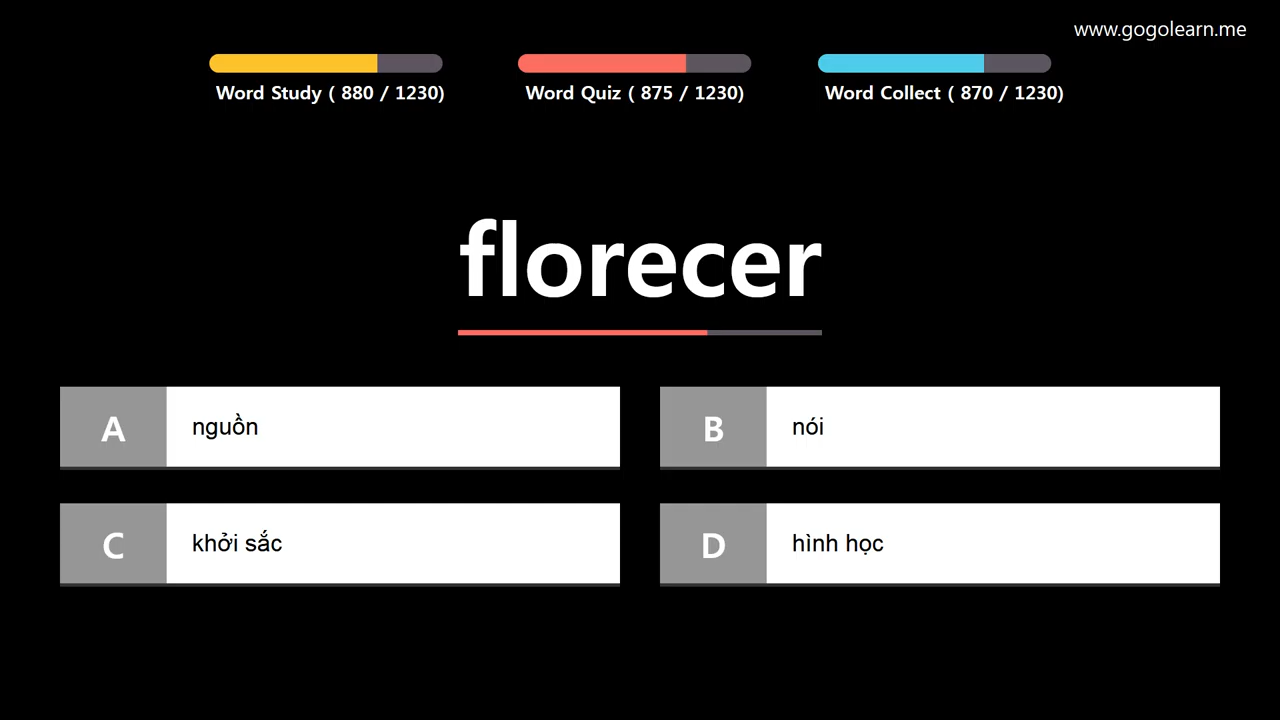 www.gogolearn.me
Word Study ( 880 / 1230)
Word Quiz ( 875 / 1230)
Word Collect ( 870 / 1230)
florecer
A nguồn
B nói
C khởi sắc
D hình học